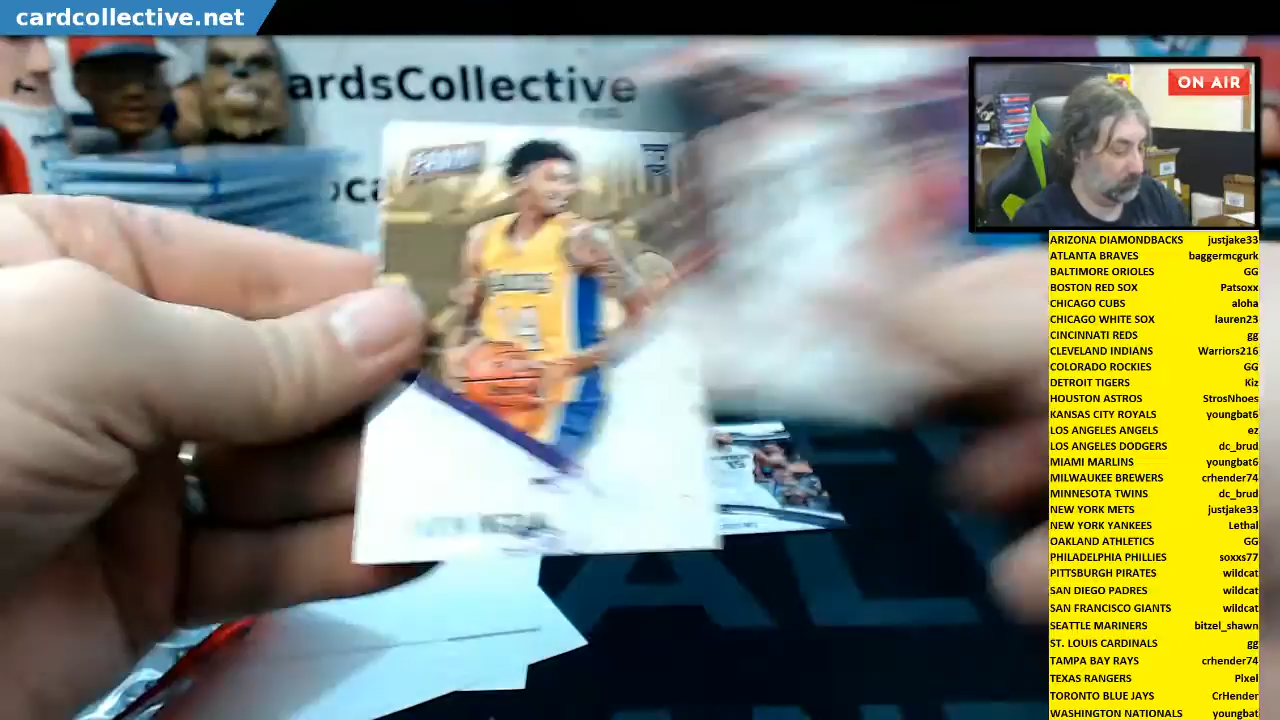 cardcollective.net
ardsCollective
ON AIR
PANINI
ARIZONA DIAMONDBACKS justjake33
ATLANTA BRAVES baggermcgurk
BALTIMORE ORIOLES GG
BOSTON RED SOX Patsoxx
CHICAGO CUBS aloha
CHICAGO WHITE SOX lauren23
CINCINNATI REDS gg
CLEVELAND INDIANS Warriors216
COLORADO ROCKIES GG
DETROIT TIGERS Kiz
HOUSTON ASTROS StrosNhoes
KANSAS CITY ROYALS youngbat6
LOS ANGELES ANGELS ez
LOS ANGELES DODGERS dc_brud
MIAMI MARLINS youngbat6
MILWAUKEE BREWERS crhender74
MINNESOTA TWINS dc_brud
NEW YORK METS justjake33
NEW YORK YANKEES Lethal
OAKLAND ATHLETICS GG
PHILADELPHIA PHILLIES soxxs77
PITTSBURGH PIRATES wildcat
SAN DIEGO PADRES wildcat
SAN FRANCISCO GIANTS wildcat
SEATTLE MARINERS bitzel_shawn
ST. LOUIS CARDINALS gg
TAMPA BAY RAYS crhender74
TEXAS RANGERS Pixel
TORONTO BLUE JAYS CrHender
WASHINGTON NATIONALS youngbat